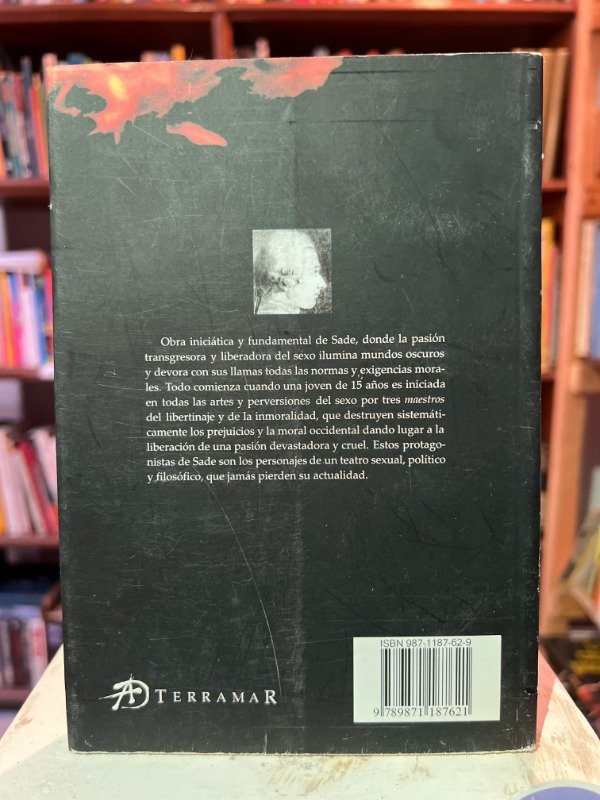 Obra iniciática y fundamental de Sade, donde la pasión
transgresora y liberadora del sexo ilumina mundos oscuros
y devora con sus llamas todas las normas y exigencias mora-
les. Todo comienza cuando una joven de 15 años es iniciada
en todas las artes y perversiones del sexo por tres maestros
del libertinaje y de la inmoralidad, que destruyen sistemáti-
camente los prejuicios y la moral occidental dando lugar a la
liberación de una pasión devastadora y cruel. Estos protago-
nistas de Sade son los personajes de un teatro sexual, político
y filosófico, que jamás pierden su actualidad.
TERRAMAR
ISBN 987-1187-62-9
9 789871 187621